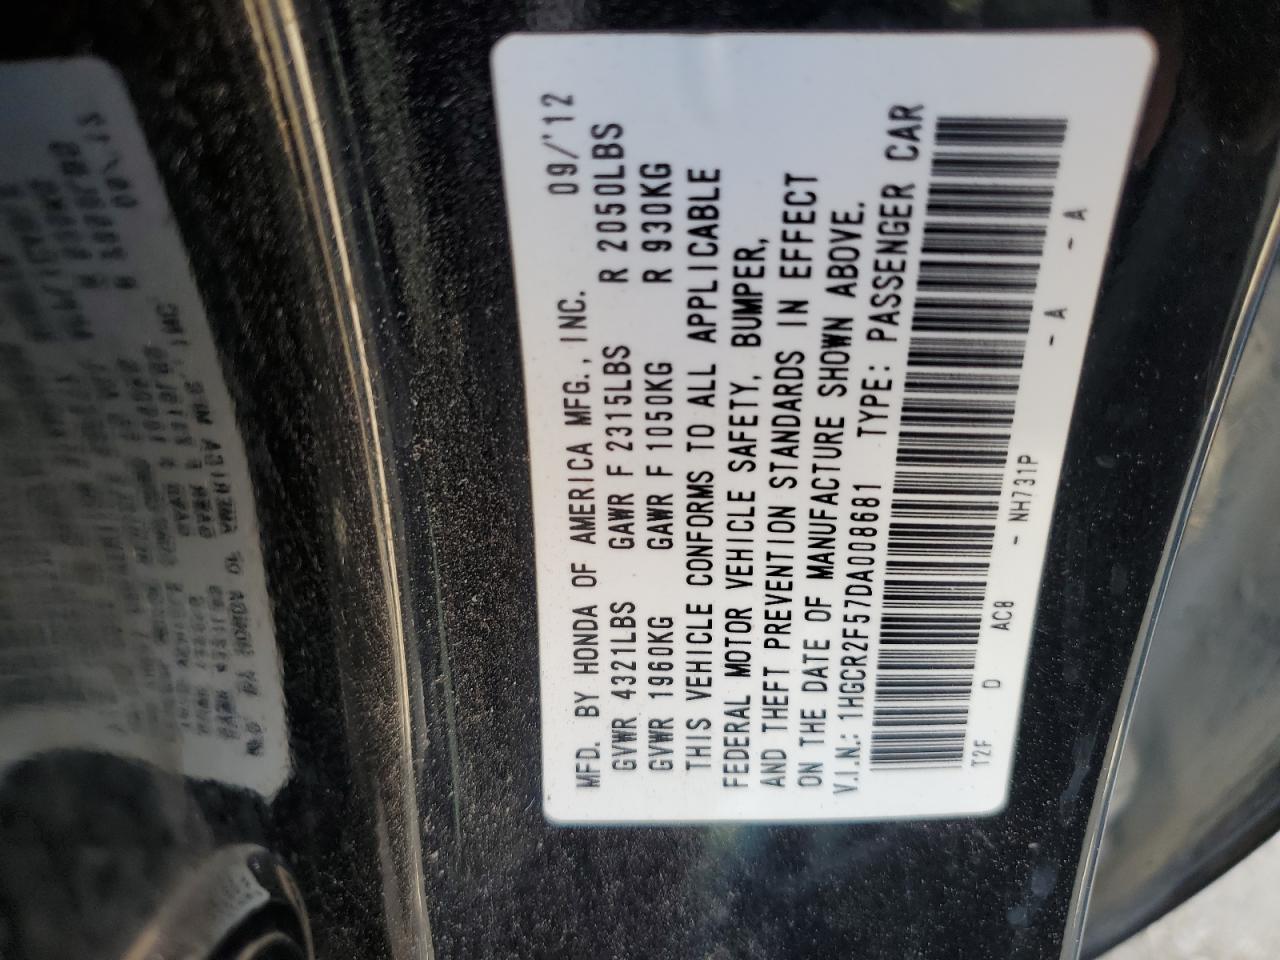 MFD. BY HONDA OF AMERICA MFG., INC. 09/'12
GVWR 4321LBS GAWR F 2315LBS R 2050LBS
GVWR 1960KG GAWR F 1050KG R 930KG
THIS VEHICLE CONFORMS TO ALL APPLICABLE
FEDERAL MOTOR VEHICLE SAFETY, BUMPER,
AND THEFT PREVENTION STANDARDS IN EFFECT
ON THE DATE OF MANUFACTURE SHOWN ABOVE.
V.I.N.: 1HGCR2F57DA008681 TYPE: PASSENGER CAR
T2F D AC8 - NH731P - A - A